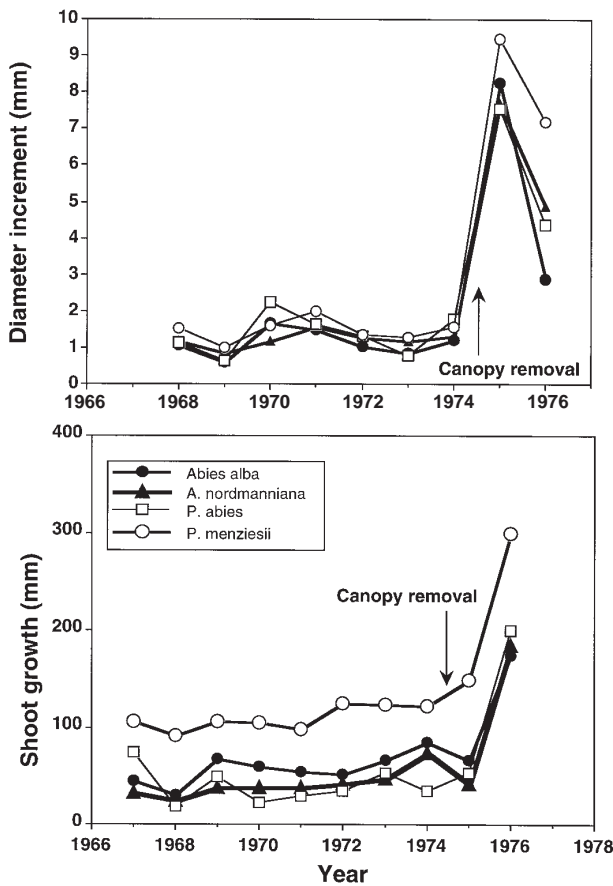 10
9
8
7
6
5
4
3
2
1
0
Diameter increment (mm)
Canopy removal
1966 1968 1970 1972 1974 1976
400
300
200
100
0
Shoot growth (mm)
Abies alba
A. nordmanniana
P. abies
P. menziesii
Canopy removal
1966 1968 1970 1972 1974 1976 1978
Year